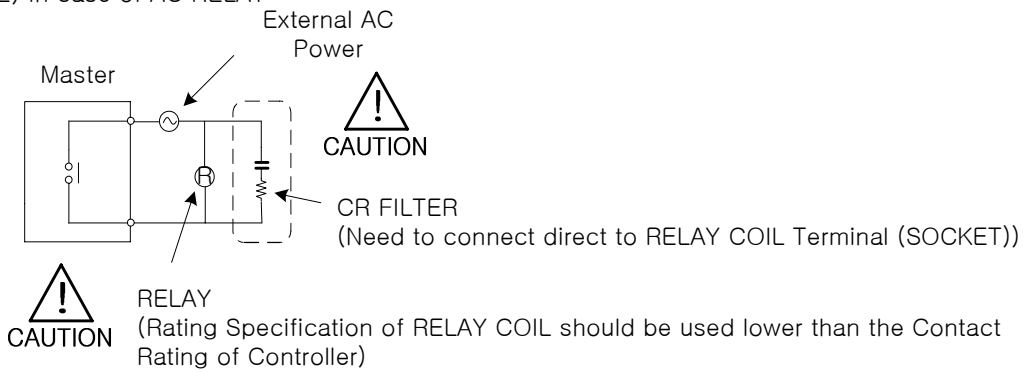 2) In case of AC RELAY
External AC
Power
Master
CAUTION
R
CR FILTER
(Need to connect direct to RELAY COIL Terminal (SOCKET))
CAUTION
RELAY
(Rating Specification of RELAY COIL should be used lower than the Contact
Rating of Controller)